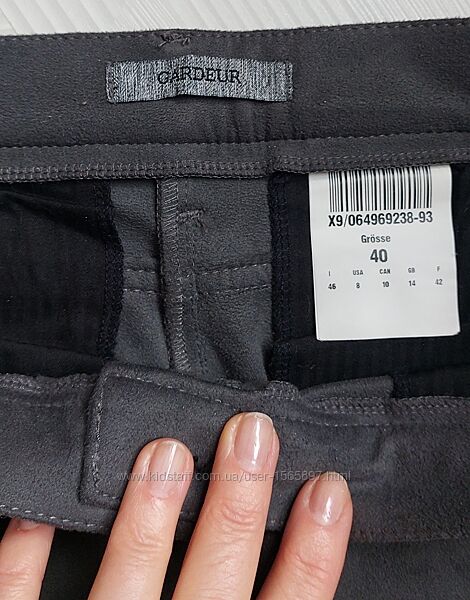 GARDEUR
X9/064969238-93
Grösse
40
I USA CAN GB F
46 8 10 14 42
www.kidstaff.com.ua/user-1565897.html